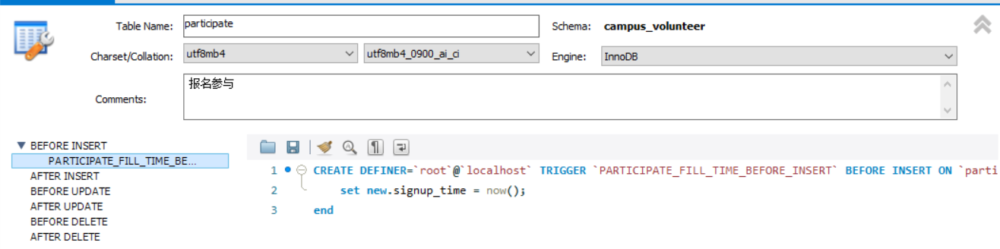 Table Name: participate Schema: campus_volunteer
Charset/Collation: utf8mb4 utf8mb4_0900_ai_ci Engine: InnoDB
Comments: 报名参与
▼ BEFORE INSERT
PARTICIPATE_FILL_TIME_BE...
AFTER INSERT
BEFORE UPDATE
AFTER UPDATE
BEFORE DELETE
AFTER DELETE
1 CREATE DEFINER=`root`@`localhost` TRIGGER `PARTICIPATE_FILL_TIME_BEFORE_INSERT` BEFORE INSERT ON `parti
2 set new.signup_time = now();
3 end